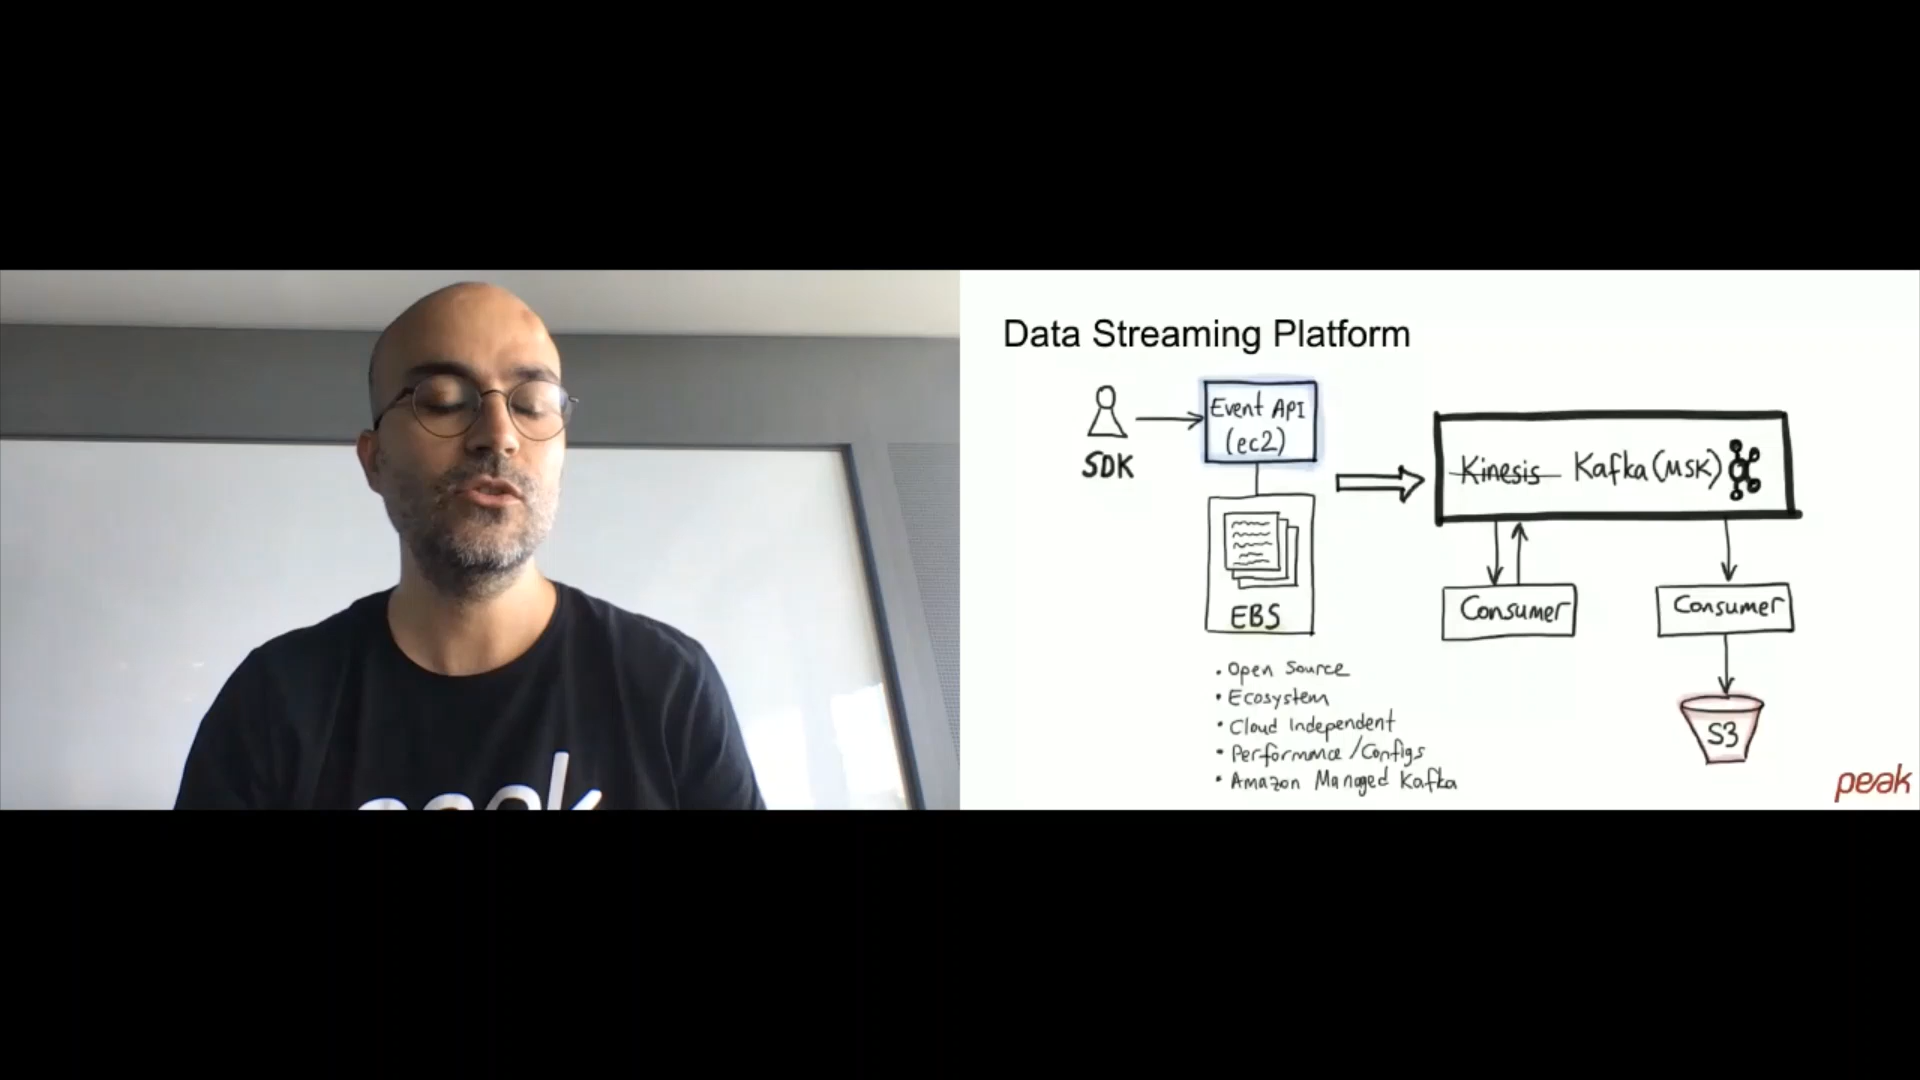 Data Streaming Platform
SDK
Event API
(ec2)
EBS
Kinesis Kafka (MSK)
Consumer
Consumer
S3
• Open Source
• Ecosystem
• Cloud Independent
• Performance / Configs
• Amazon Managed Kafka
peak
peak